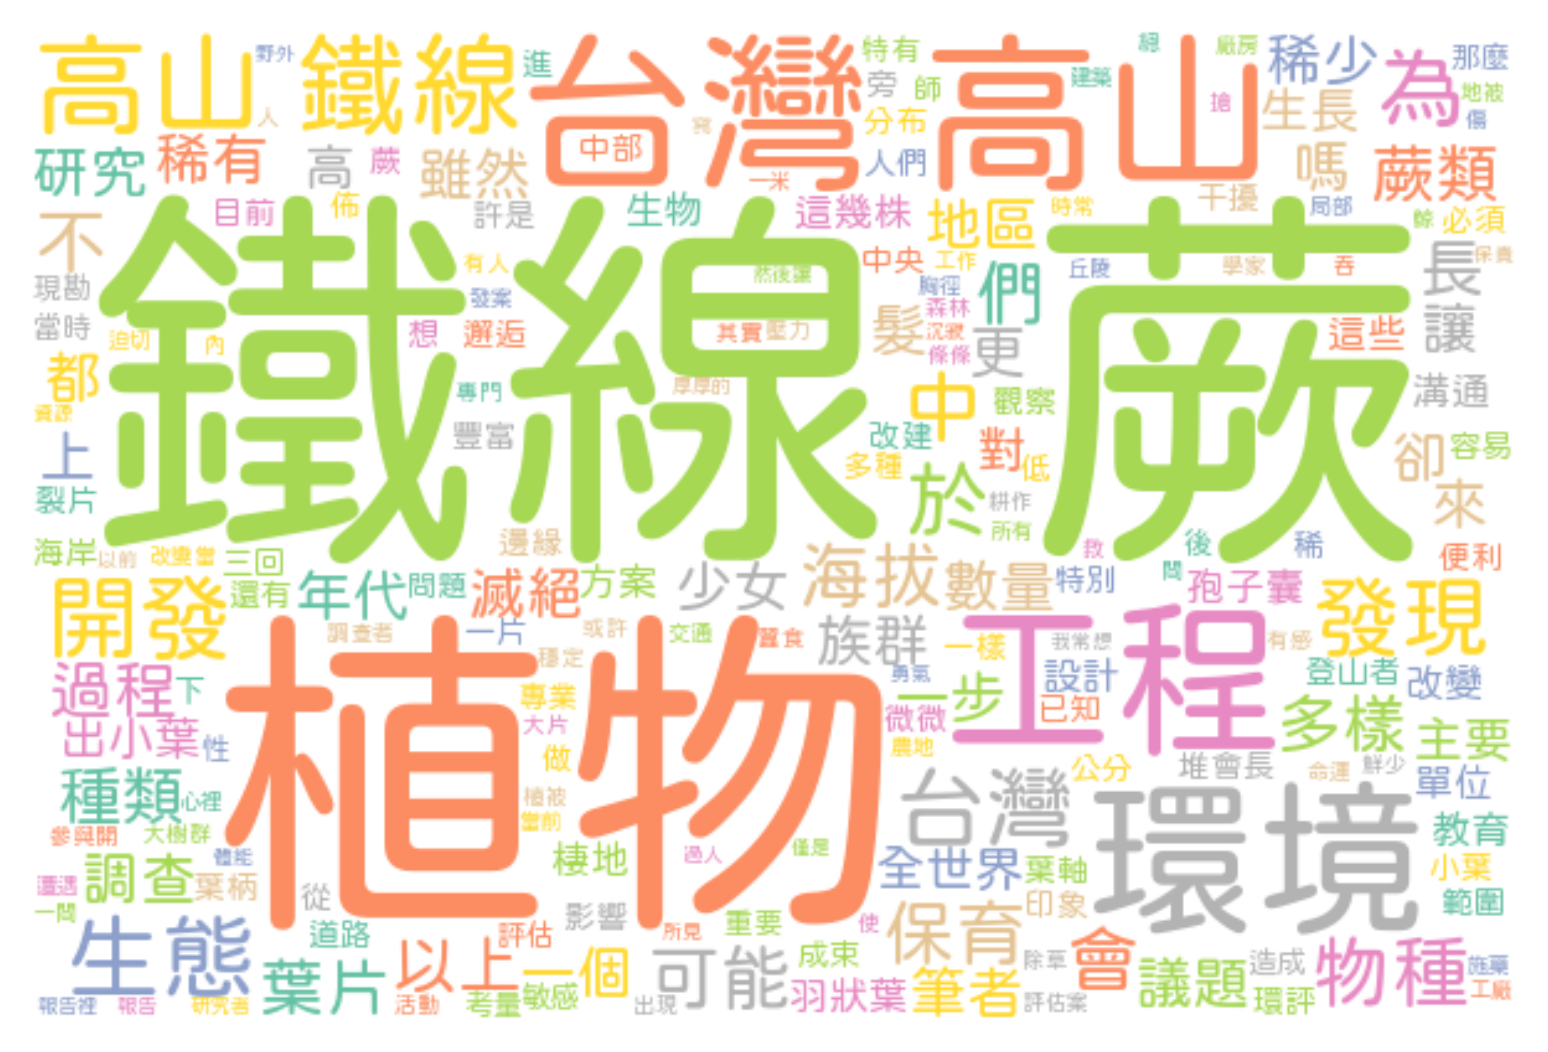 高山
野外
人
鐵線
進
台灣
中部
窩
一米
特有
旁
師
分布
人們
高山
總
建築
廠房
搶
稀少
生長
為
那麼
地被
傷
研究
稀有
高
蕨
雖然
嗎
蕨類
不
目前
佈
許是
生物
這幾株
地區
時常
干擾
局部
鯨
必須
現勘
當時
鐵線蕨
有人
發案
想
邂逅
然後讓
其實
壓力
厚厚的
中央
工作
胸徑
森林
沉寂
條條
髮
們
更
丘陵
學家
吞
長
保貴
讓
這些
迫切
內
都
資源
專門
豐富
中
觀察
溝通
上
改建
多種
對
低
卻
容易
裂片
於
耕作
所有
來
海岸
以前
改變當
三回
邊緣
救
後
稀
便利
開發
還有
年代
問題
滅絕
方案
少女
海拔
數量
特別
問
孢子囊
發現
調查者
一片
或許
交通
蠶食
族群
一樣
工程
我常想
有感
過程
下
植物
穩定
勇氣
設計
登山者
改變
出小葉
性
專業
大片
微微
一步
已知
多樣
主要
做
農地
種類
心裡
植被
當前
台灣
公分
堆會長
命運
鮮少
單位
參與開
大樹群
環境
教育
調查
體能
棲地
過人
僅是
全世界
葉軸
小葉
遭遇
葉柄
一間
從
影響
保育
印象
範圍
生態
道路
評估
所見
重要
使
會
葉片
以上
一個
可能
成束
除草
議題
造成
物種
施藥
報告裡
報告
研究者
活動
考量
敏感
出現
羽狀葉
筆者
評估案
環評
工廠